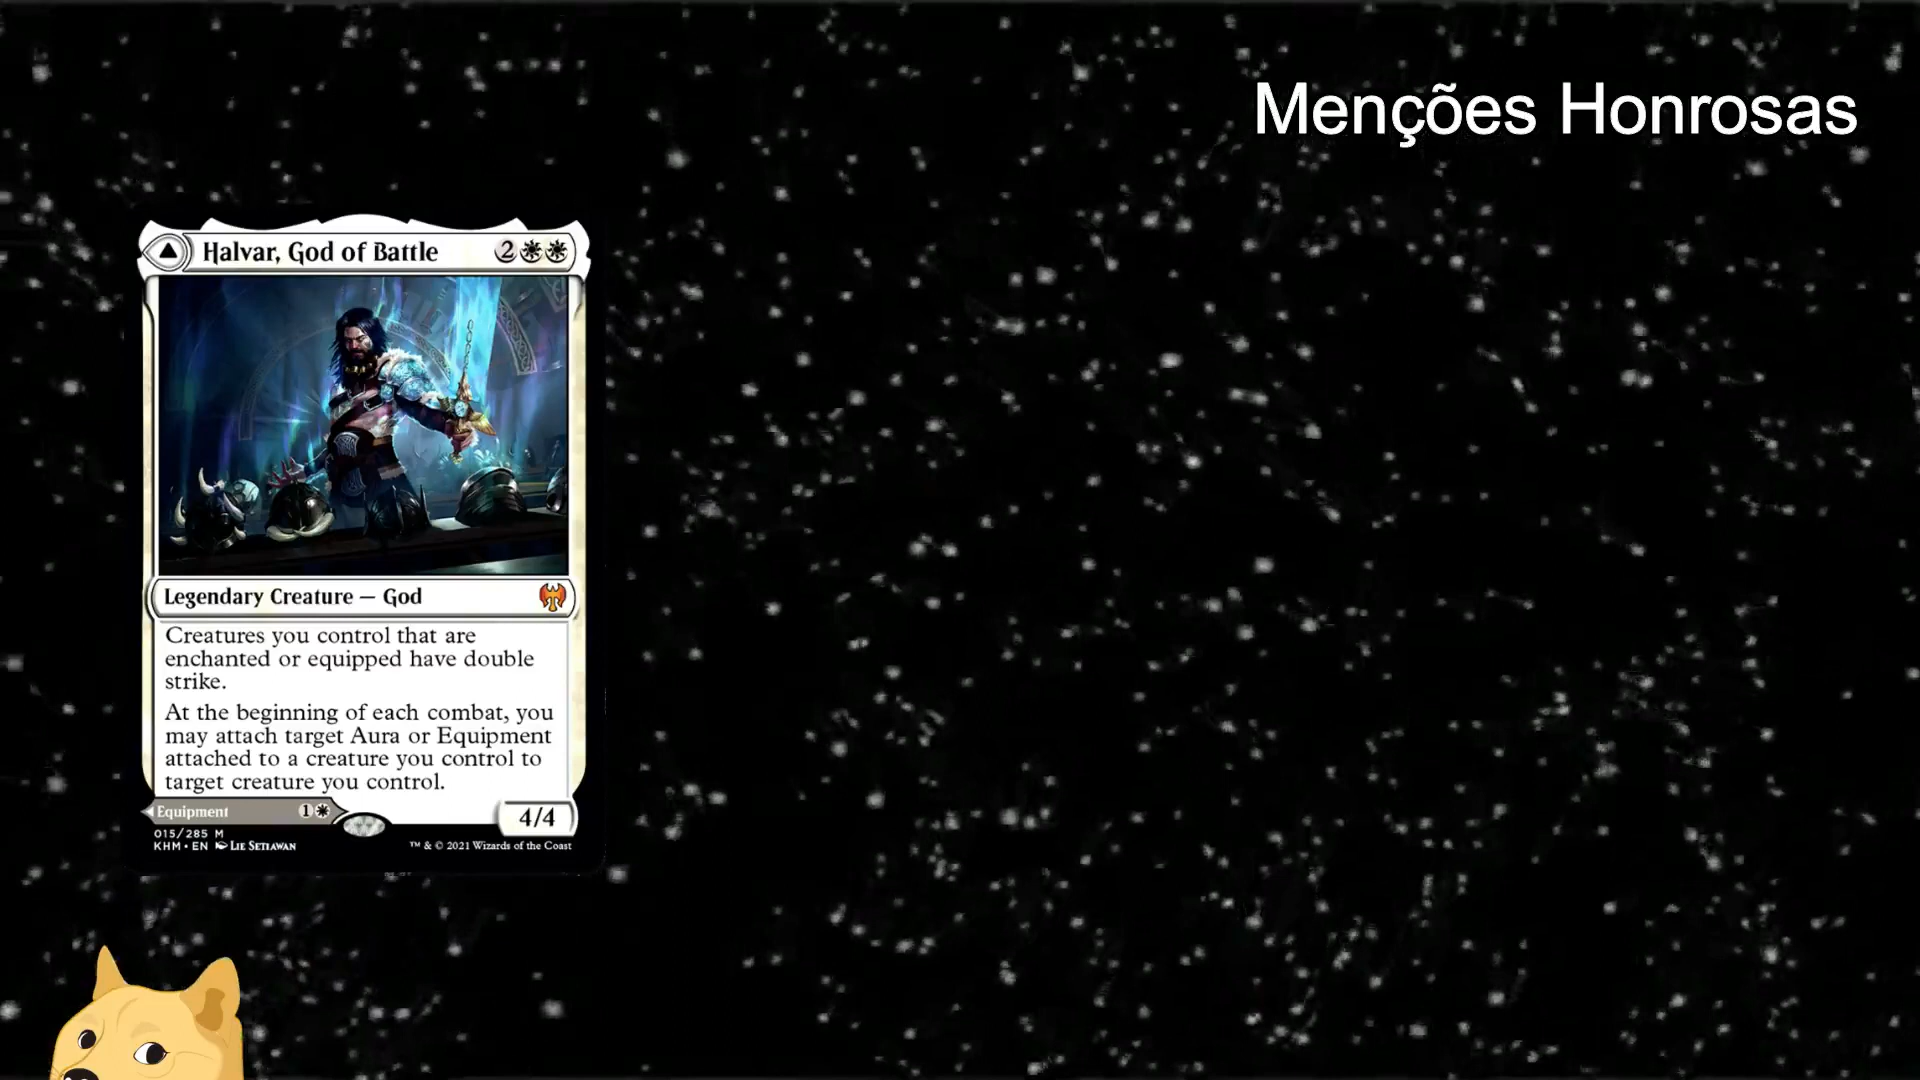 Menções Honrosas
Halvar, God of Battle 2
Legendary Creature — God
Creatures you control that are
enchanted or equipped have double
strike.
At the beginning of each combat, you
may attach target Aura or Equipment
attached to a creature you control to
target creature you control.
Equipment 1
4/4
015/285 M
KHM • EN Lie Setiawan
™ & © 2021 Wizards of the Coast